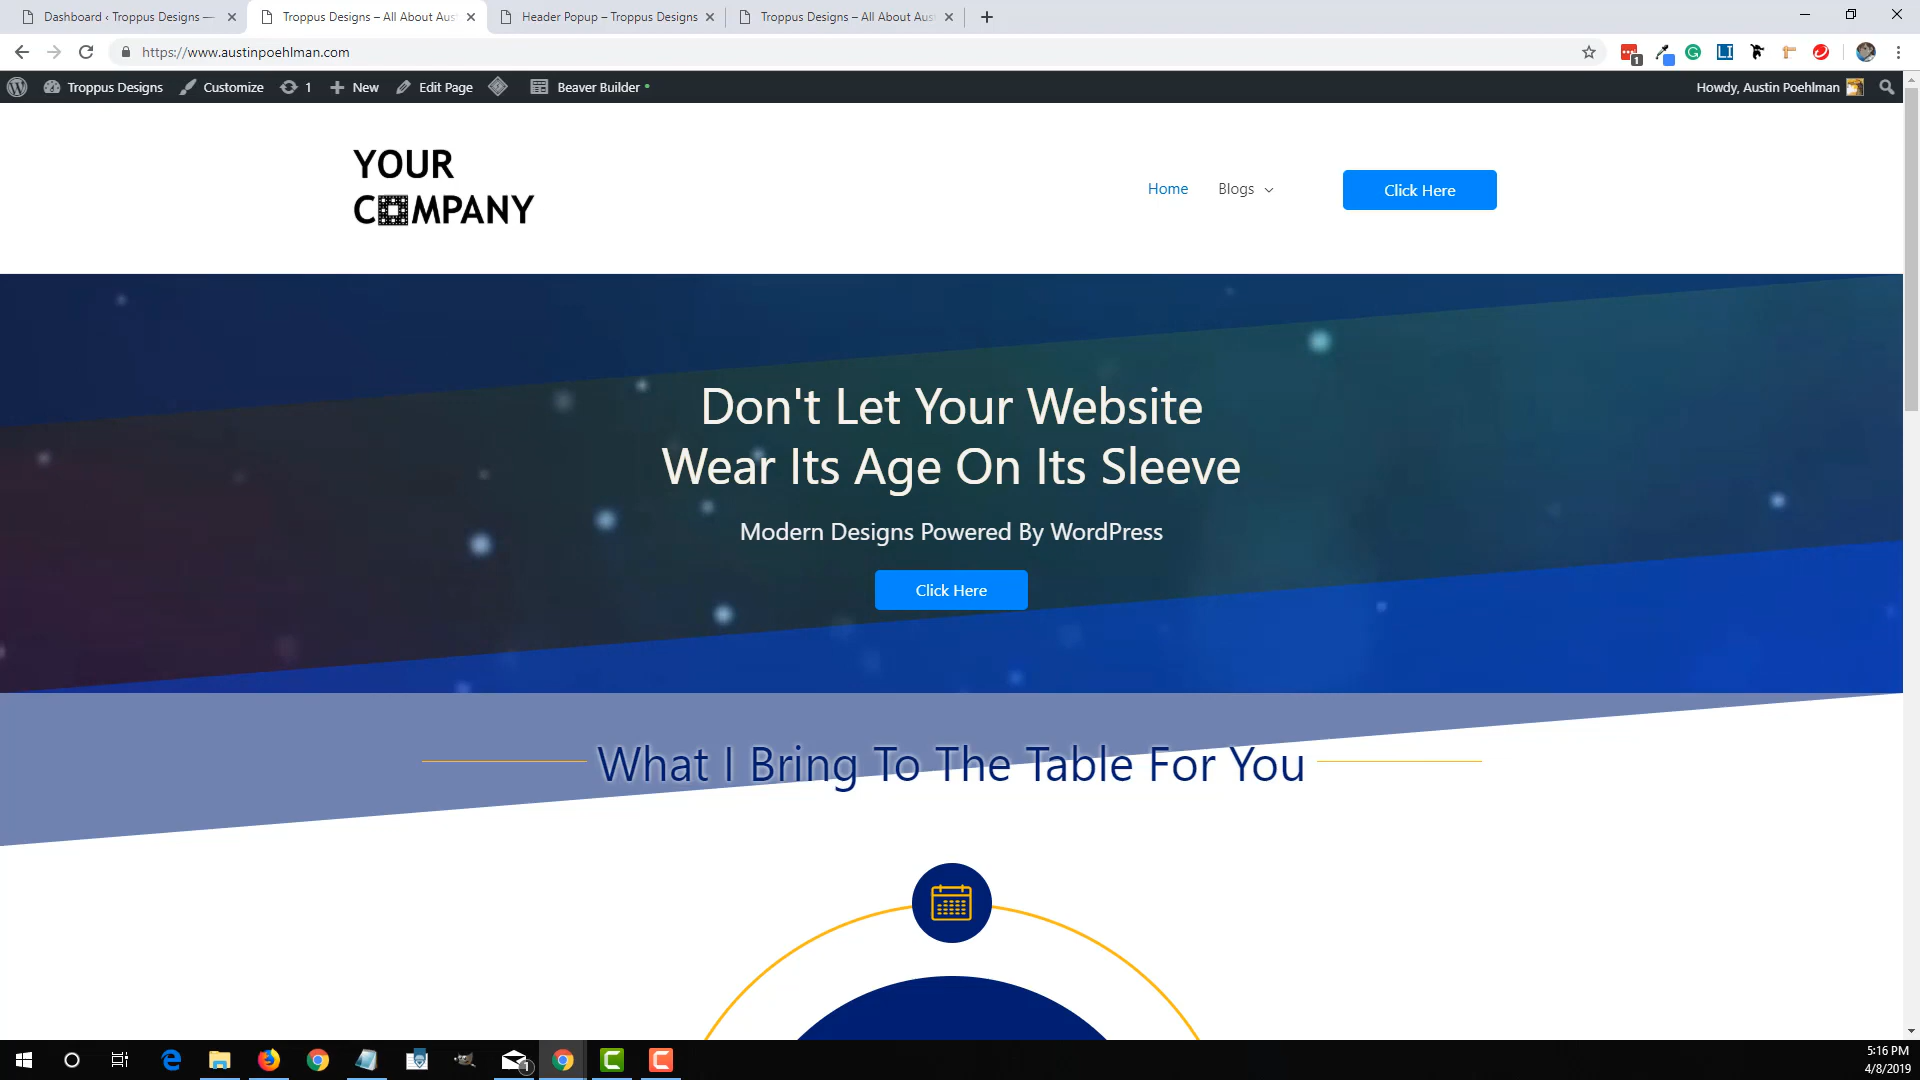 Dashboard ‹ Troppus Designs —
Troppus Designs – All About Aus
Header Popup – Troppus Designs
Troppus Designs – All About Aus
https://www.austinpoehlman.com
1
Troppus Designs
Customize
1
New
Edit Page
Beaver Builder
Howdy, Austin Poehlman
YOUR
COMPANY
Home
Blogs
Click Here
Don't Let Your Website
Wear Its Age On Its Sleeve
Modern Designs Powered By WordPress
Click Here
What I Bring To The Table For You
1
5:16 PM
4/8/2019